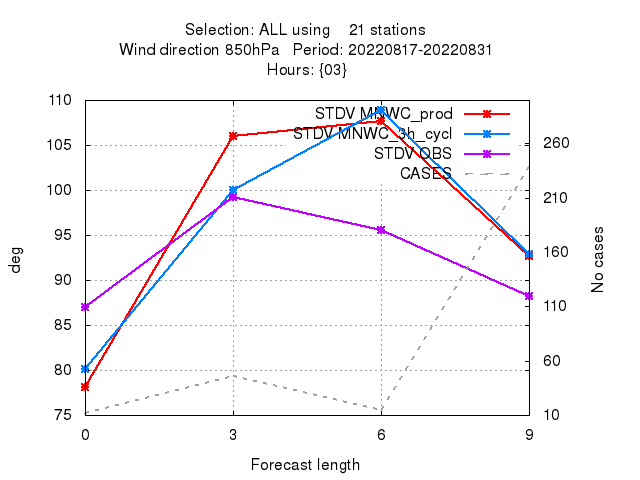 Selection: ALL using    21 stations
Wind direction 850hPa   Period: 20220817-20220831
Hours: {03}
STDV MNWC_prod
STDV MNWC_3h_cycl
STDV OBS
CASES
110
105
100
95
90
85
80
75
260
210
160
110
60
10
deg
No cases
0 3 6 9
Forecast length